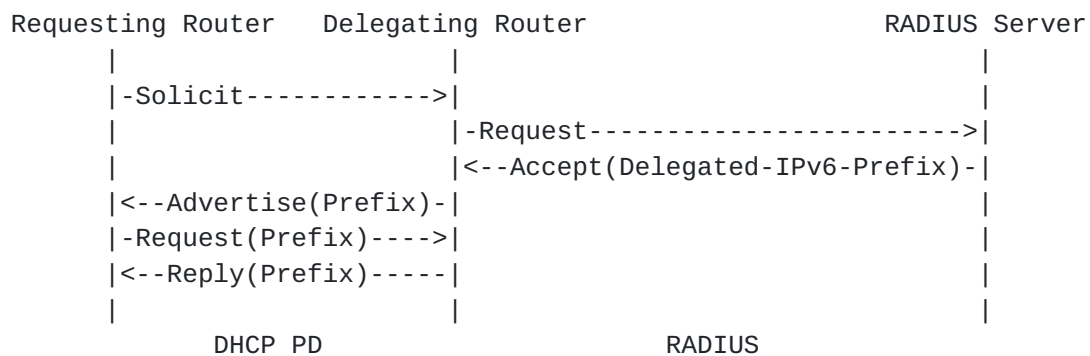 Requesting Router   Delegating Router                   RADIUS Server
      |                     |                                 |
      |-Solicit------------>|                                 |
      |                     |-Request------------------------>|
      |                     |<--Accept(Delegated-IPv6-Prefix)-|
      |<--Advertise(Prefix)-|                                 |
      |-Request(Prefix)---->|                                 |
      |<--Reply(Prefix)-----|                                 |
      |                     |                                 |
             DHCP PD                      RADIUS